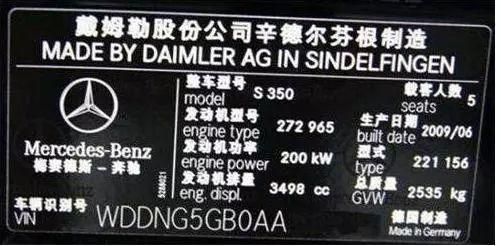 戴姆勒股份公司辛德尔芬根制造
MADE BY DAIMLER AG IN SINDELFINGEN
整车型号 载客人数
model S 350 seats 5
发动机型号 生产日期
engine type 272 965 built date 2009/06
Mercedes-Benz
梅赛德斯-奔驰
发动机功率 型式
engine power 200 kW type 221 156
发动机排量 总质量
eng. displ. 3498 cc GVW 2535 kg
车辆识别号 德国制造
VIN WDDNG5GB0AA Made in Germany